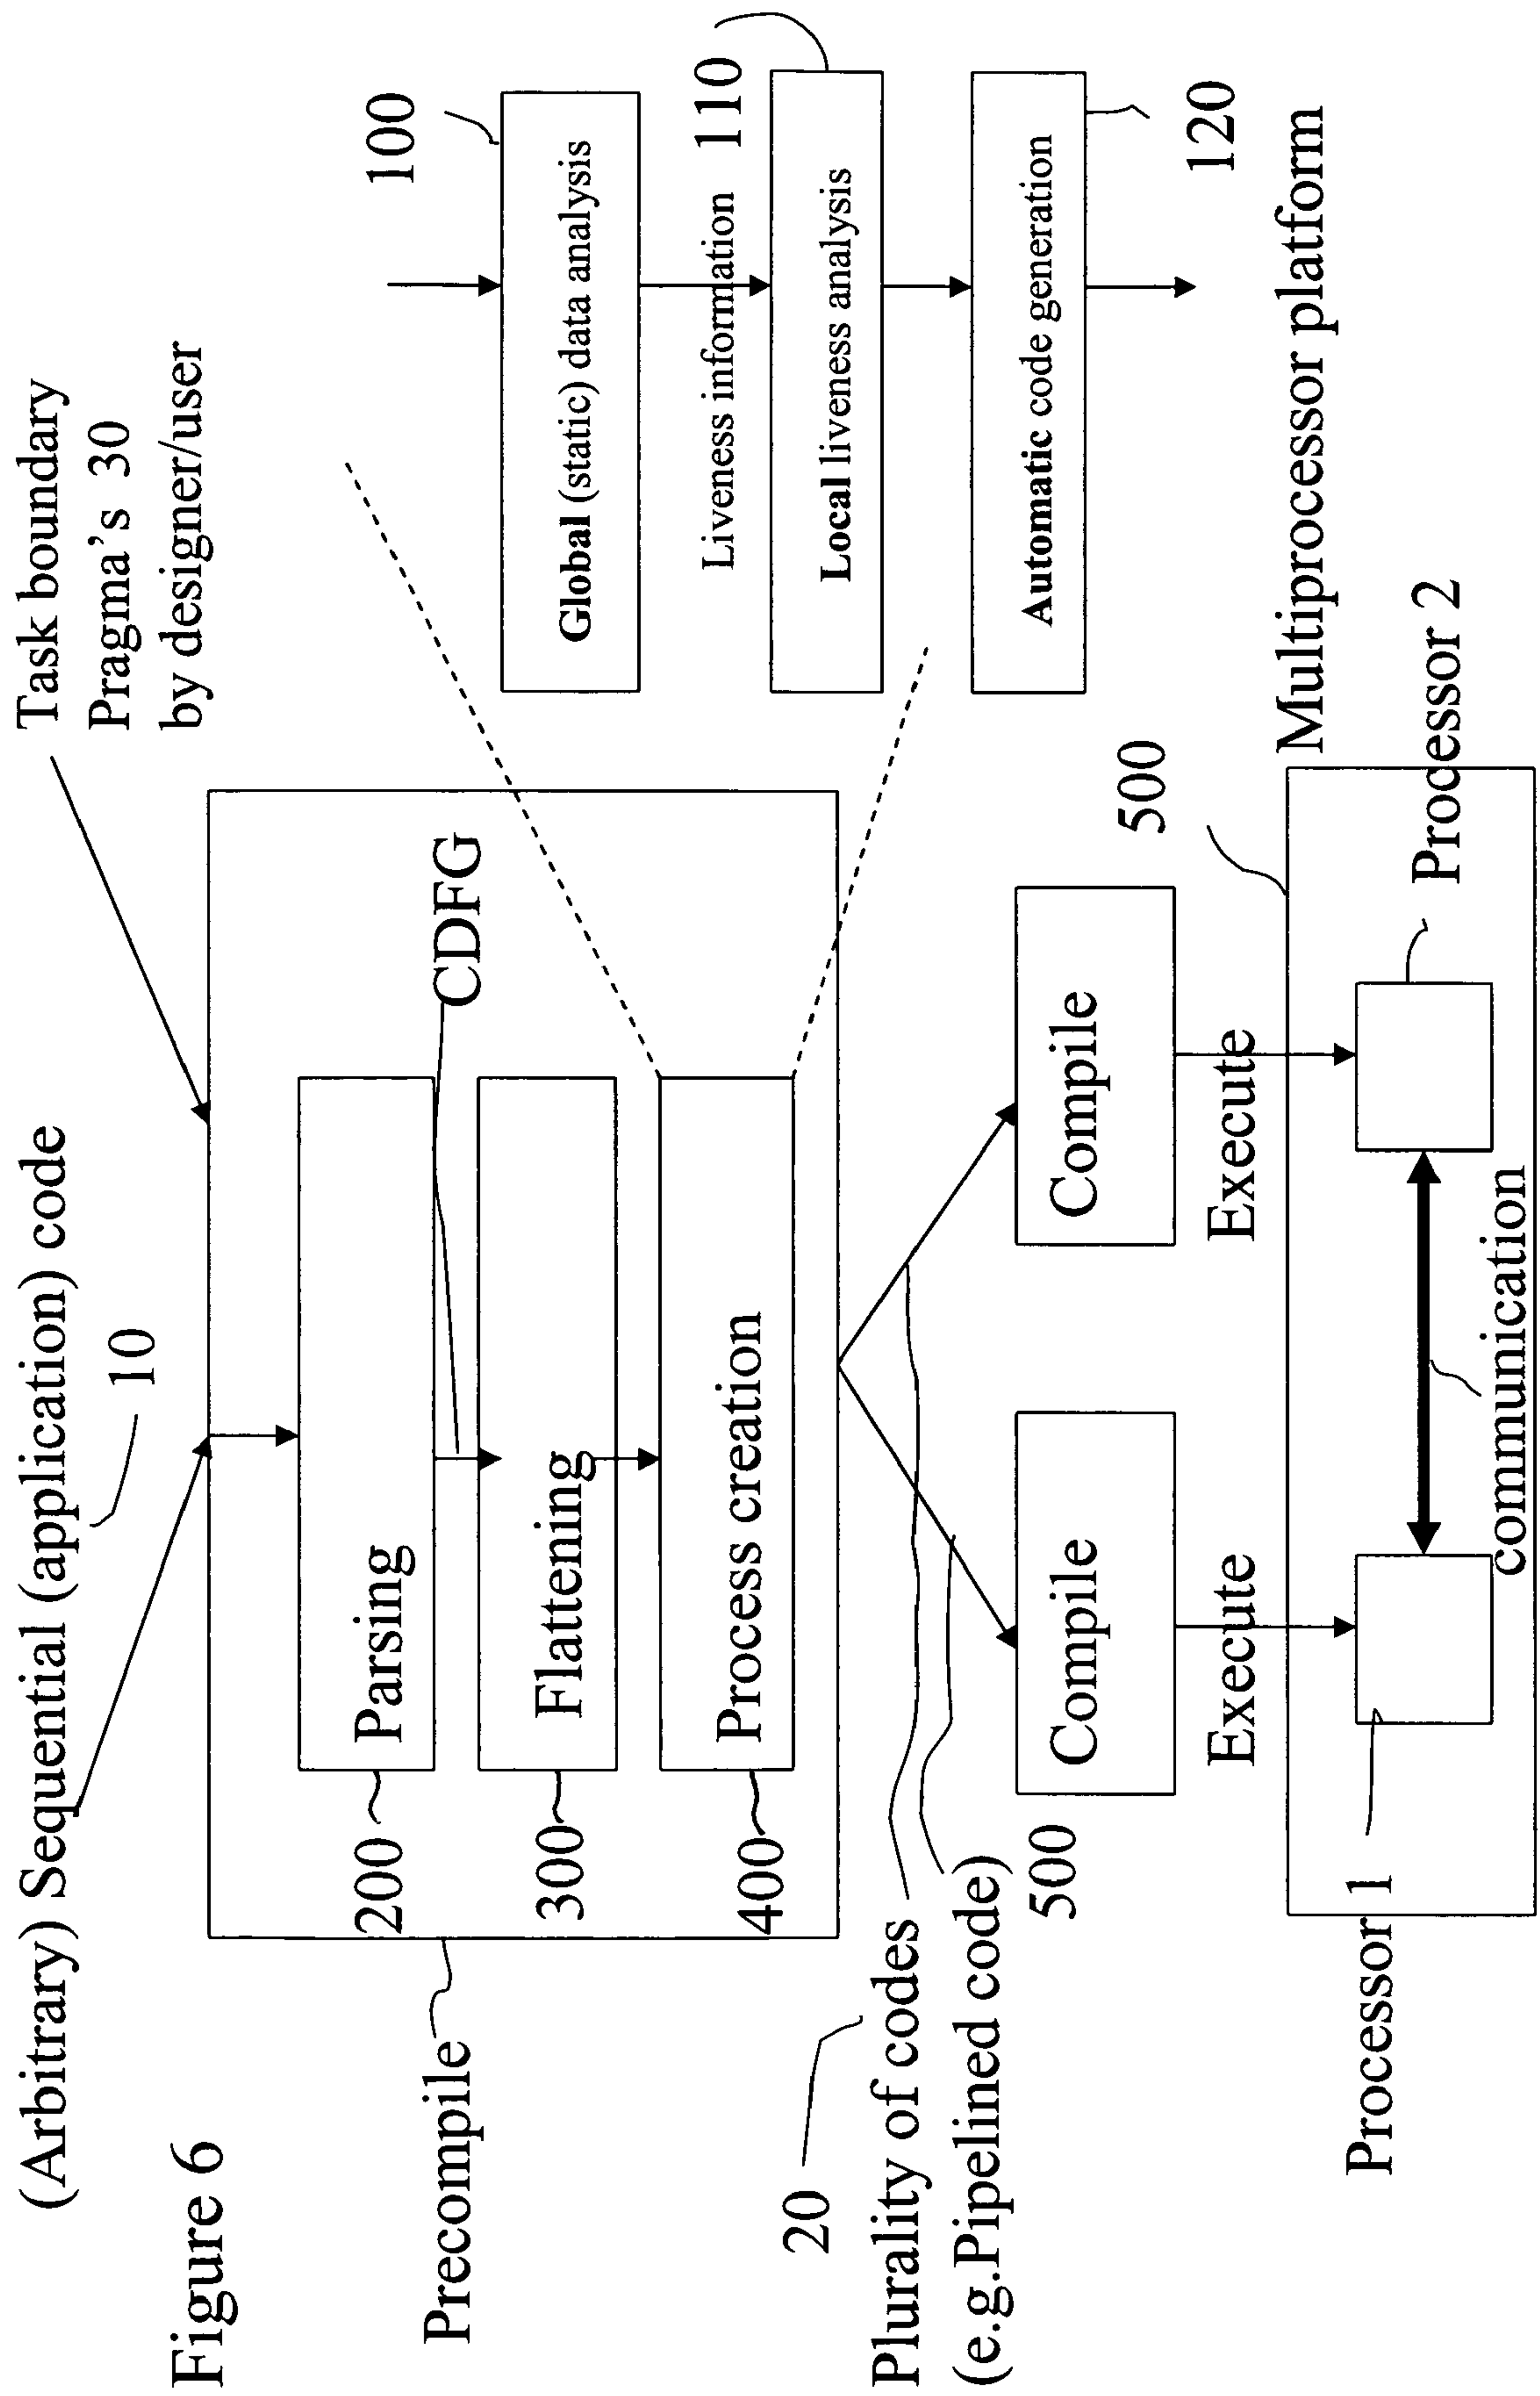 (Arbitrary) Sequential (application) code
Task boundary
Pragma's 30
by designer/user
10
Figure 6
Precompile
200
Parsing
CDFG
300
Flattening
400
Process creation
100
Global (static) data analysis
Liveness information
110
Local liveness analysis
Automatic code generation
120
20
Plurality of codes
(e.g.Pipelined code)
500
Compile
Compile
500
Execute
Execute
Multiprocessor platform
Processor 1
Processor 2
communication